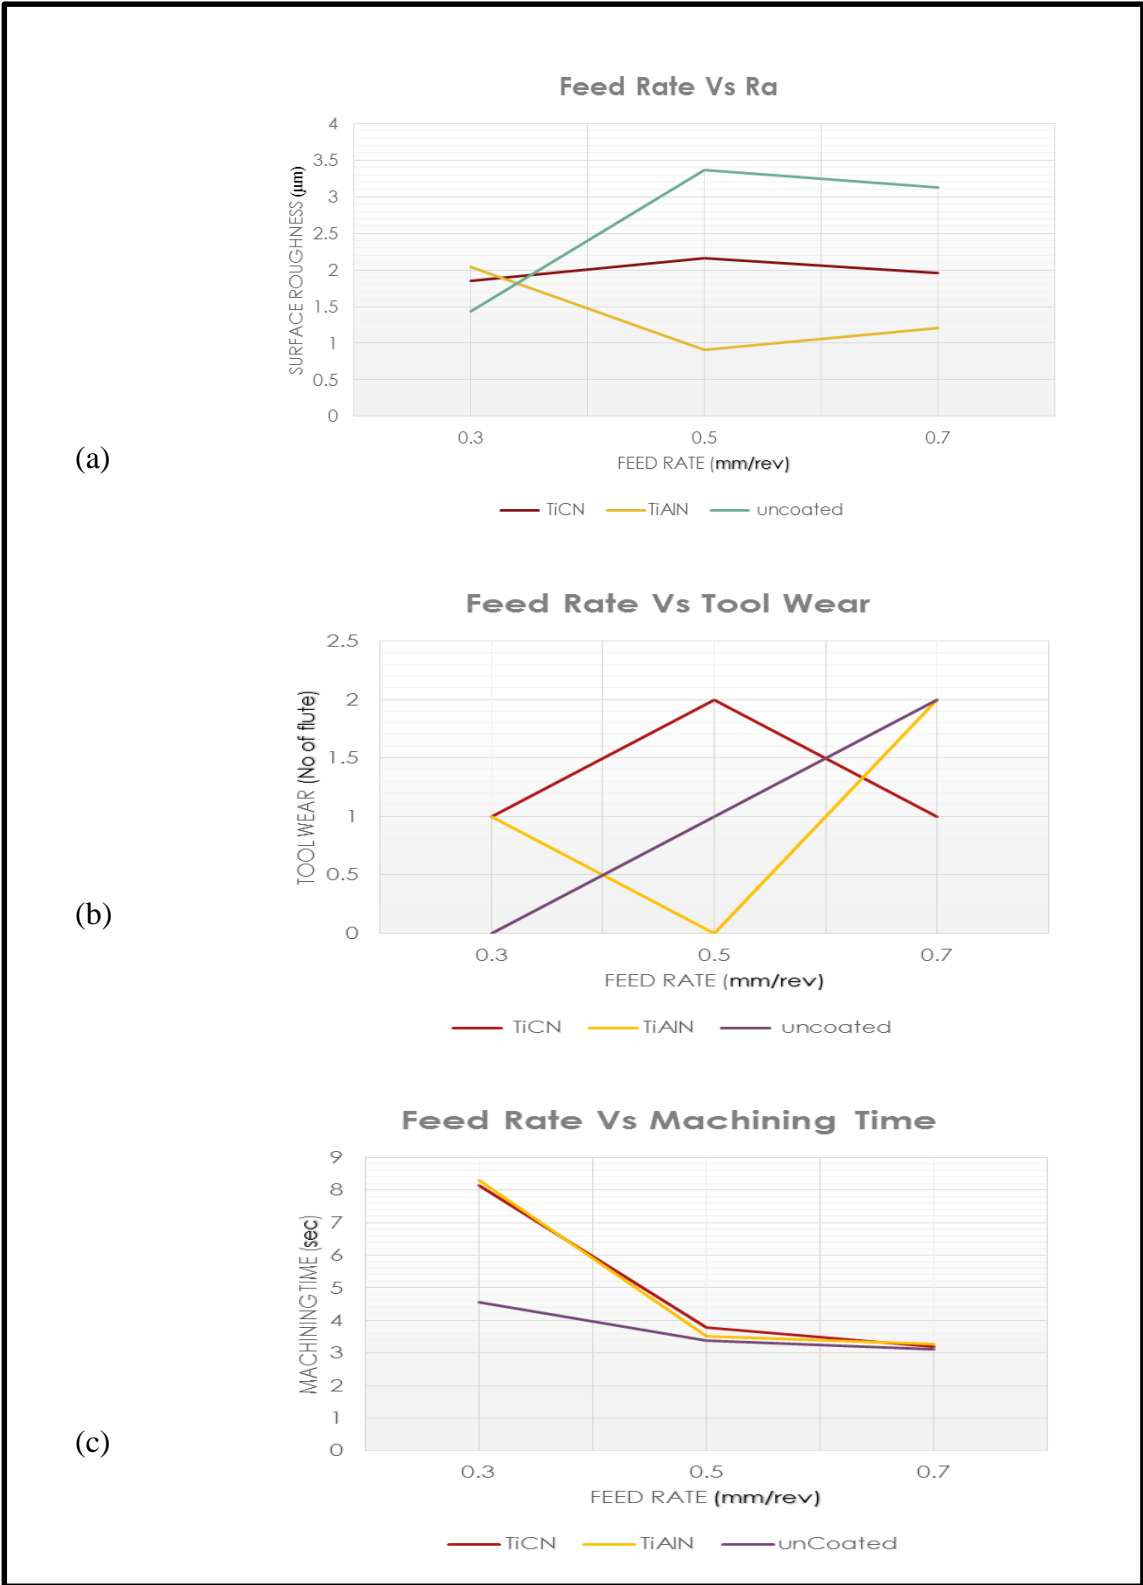 Feed Rate Vs Ra
4
3.5
3
2.5
2
1.5
1
0.5
0
SURFACE ROUGHNESS (µm)
0.3 0.5 0.7
FEED RATE (mm/rev)
TiCN TiAlN uncoated
(a)
Feed Rate Vs Tool Wear
2.5
2
1.5
1
0.5
0
TOOL WEAR (No of flute)
0.3 0.5 0.7
FEED RATE (mm/rev)
TiCN TiAlN uncoated
(b)
Feed Rate Vs Machining Time
9
8
7
6
5
4
3
2
1
0
MACHINING TIME (sec)
0.3 0.5 0.7
FEED RATE (mm/rev)
TiCN TiAlN unCoated
(c)